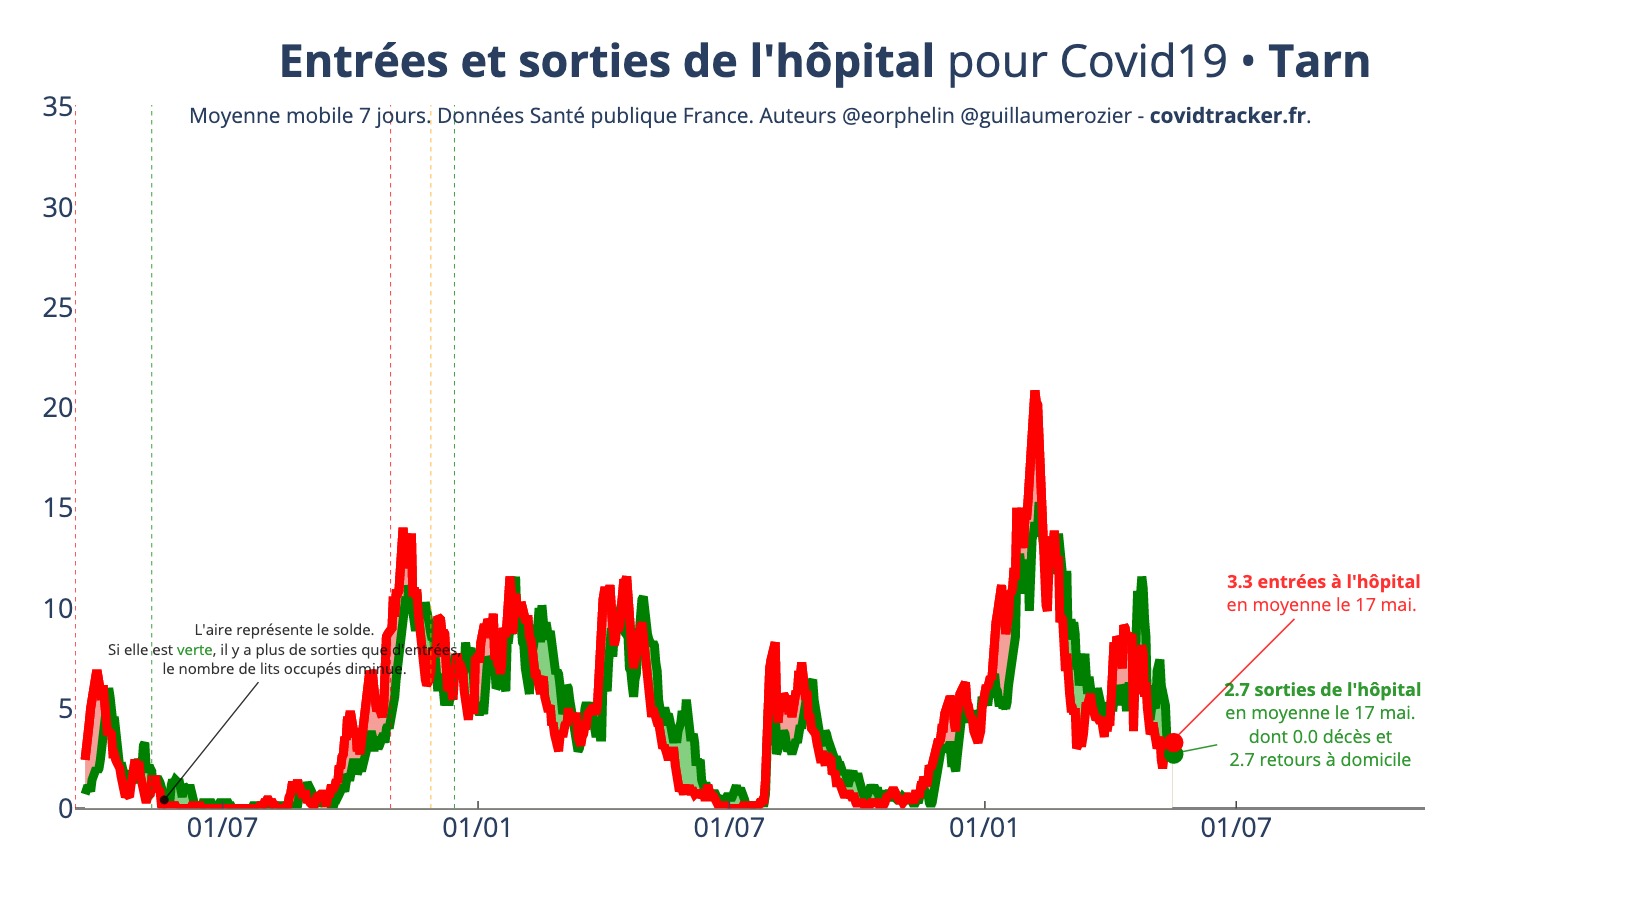 Entrées et sorties de l'hôpital pour Covid19 • Tarn
Moyenne mobile 7 jours. Données Santé publique France. Auteurs @eorphelin @guillaumerozier - covidtracker.fr.
35
30
25
20
15
10
5
0
L'aire représente le solde.
Si elle est verte, il y a plus de sorties que d'entrées,
le nombre de lits occupés diminue.
3.3 entrées à l'hôpital
en moyenne le 17 mai.
2.7 sorties de l'hôpital
en moyenne le 17 mai.
dont 0.0 décès et
2.7 retours à domicile
01/07
01/01
01/07
01/01
01/07